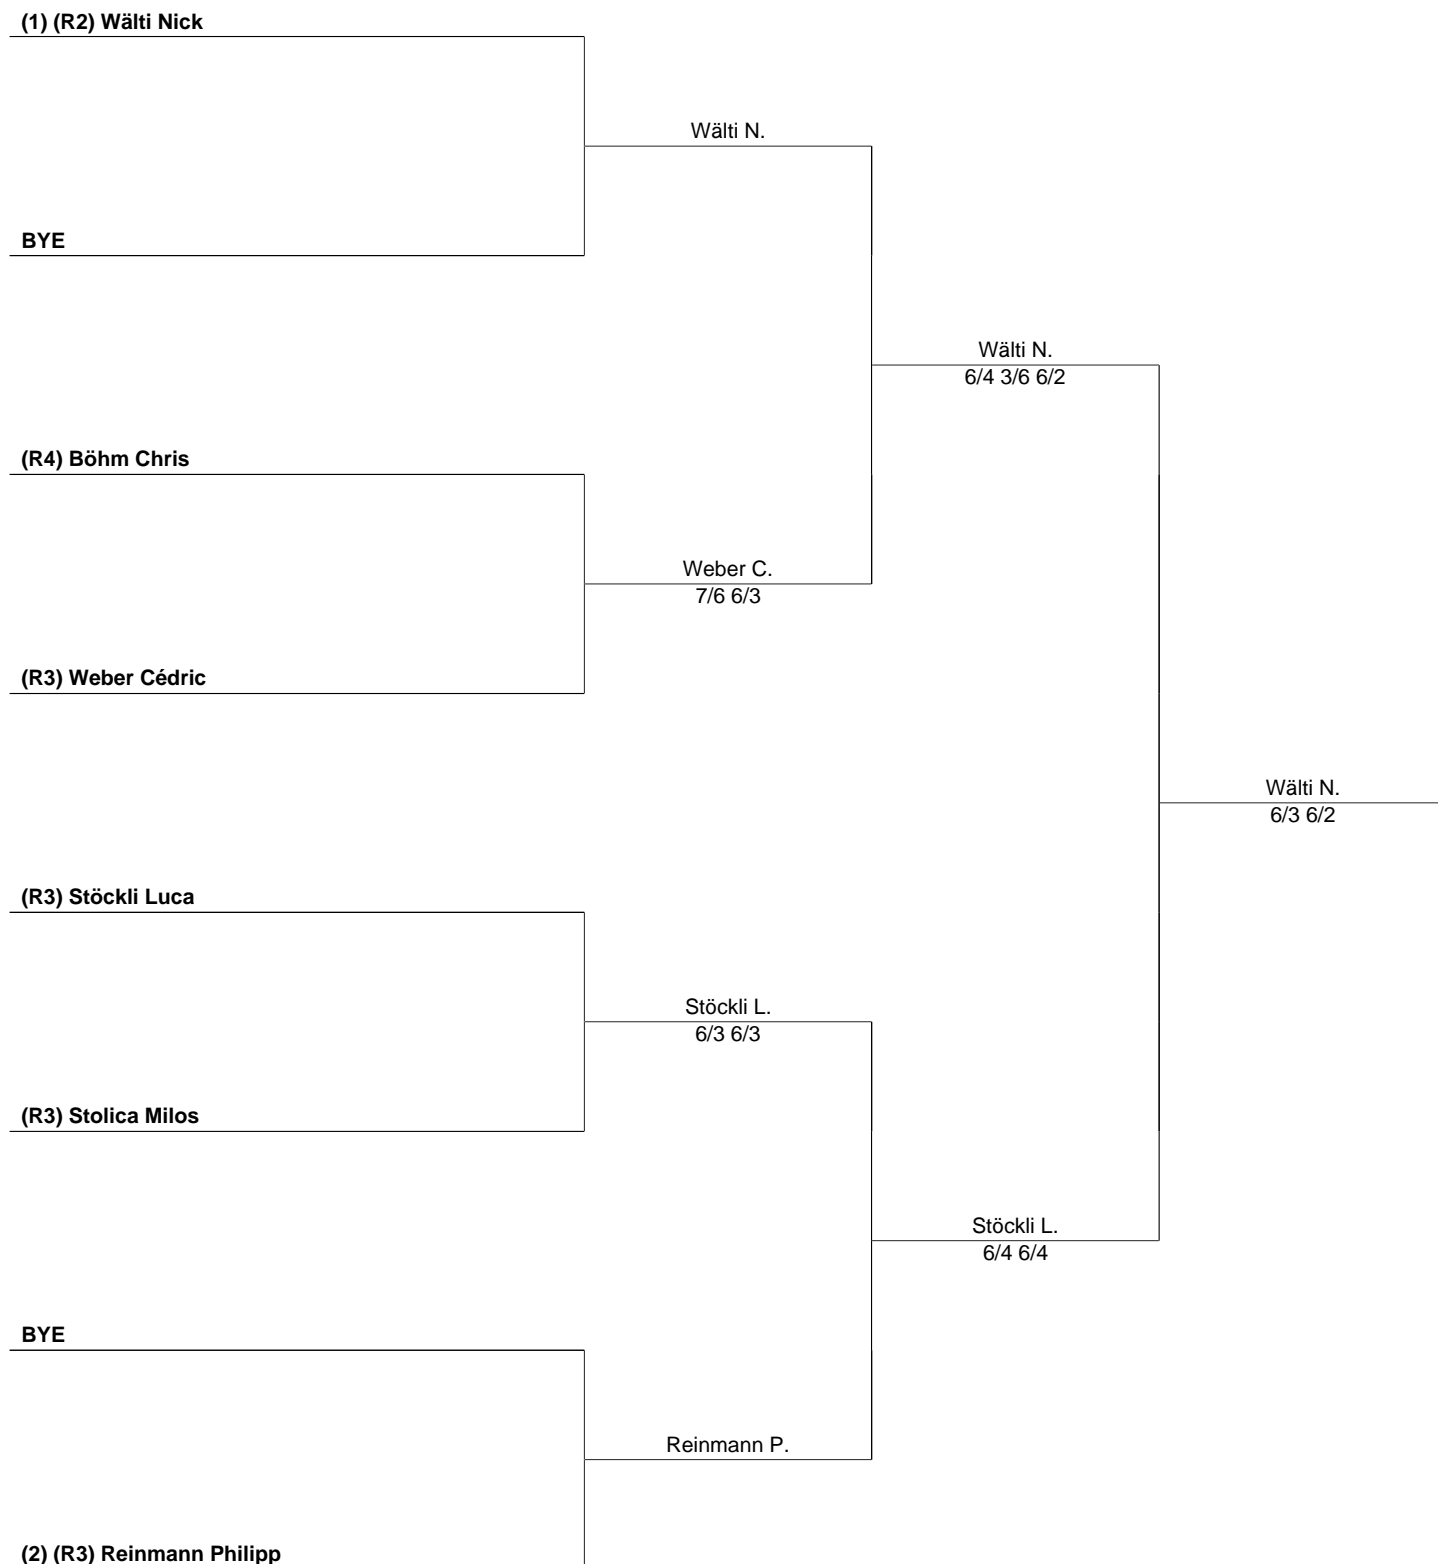 (1) (R2) Wälti Nick
Wälti N.
BYE
Wälti N.
6/4 3/6 6/2
(R4) Böhm Chris
Weber C.
7/6 6/3
(R3) Weber Cédric
Wälti N.
6/3 6/2
(R3) Stöckli Luca
Stöckli L.
6/3 6/3
(R3) Stolica Milos
Stöckli L.
6/4 6/4
BYE
Reinmann P.
(2) (R3) Reinmann Philipp